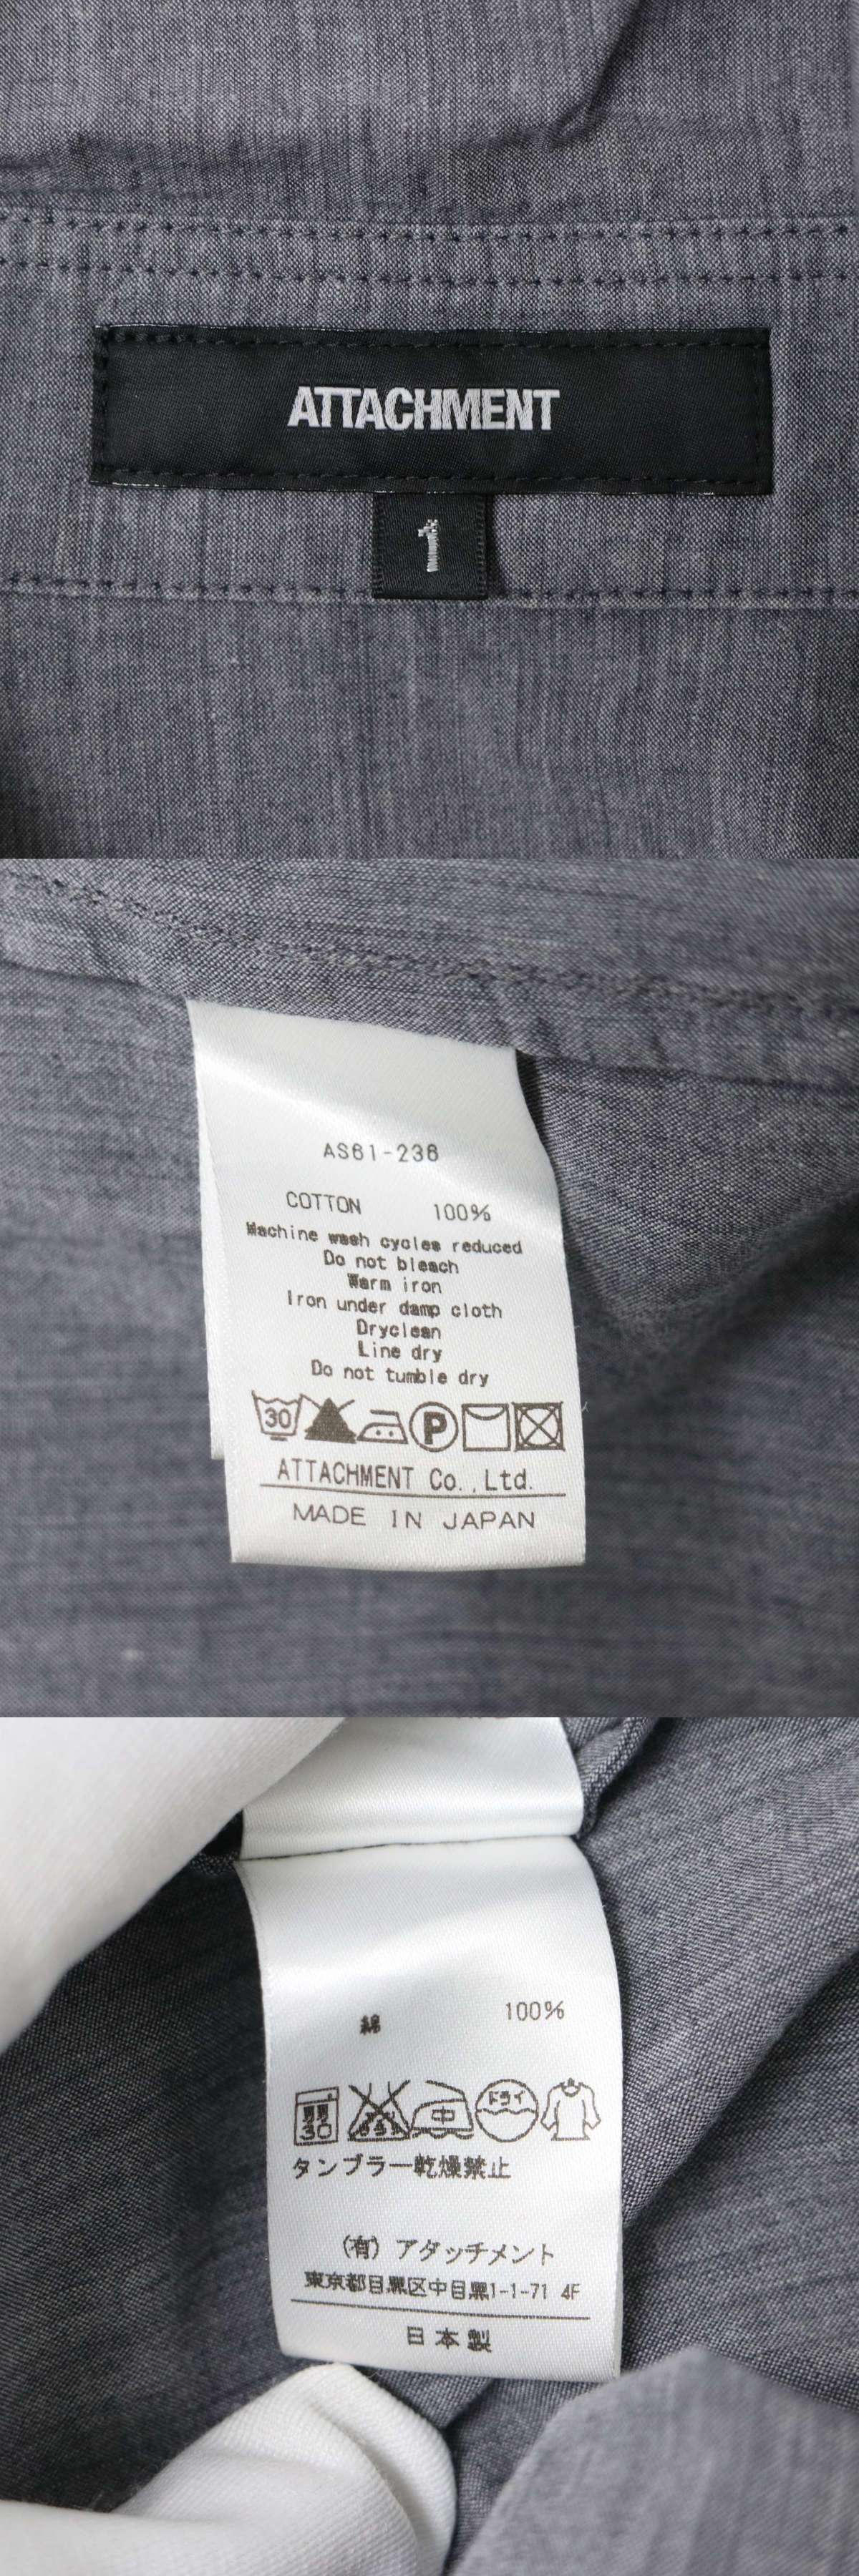 ATTACHMENT
1
AS61-236
COTTON 100%
Machine wash cycles reduced
Do not bleach
Warm iron
Iron under damp cloth
Dryclean
Line dry
Do not tumble dry
30 P
ATTACHMENT Co.,Ltd.
MADE IN JAPAN
綿 100%
30 中 ドライ
タンブラー乾燥禁止
(有) アタッチメント
東京都目黒区中目黒1-1-71 4F
日本製